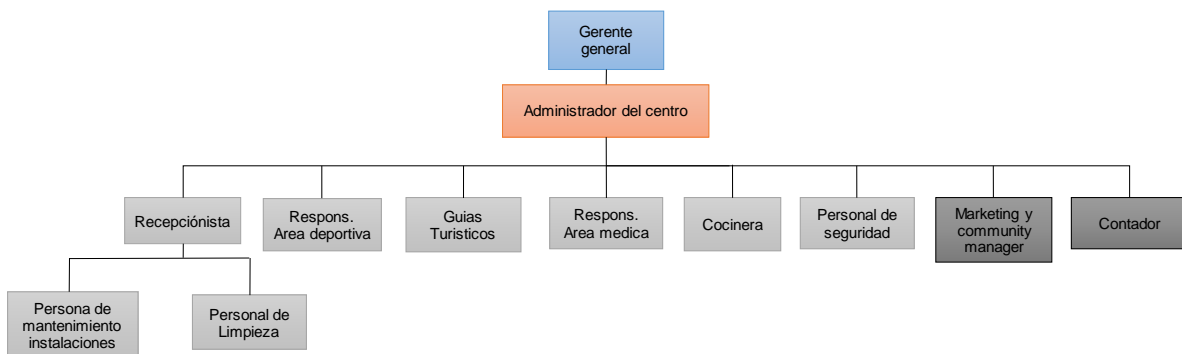 Gerente
general
Administrador del centro
Recepciónista
Respons.
Area deportiva
Guias
Turisticos
Respons.
Area medica
Cocinera
Personal de
seguridad
Marketing y
community
manager
Contador
Persona de
mantenimiento
instalaciones
Personal de
Limpieza